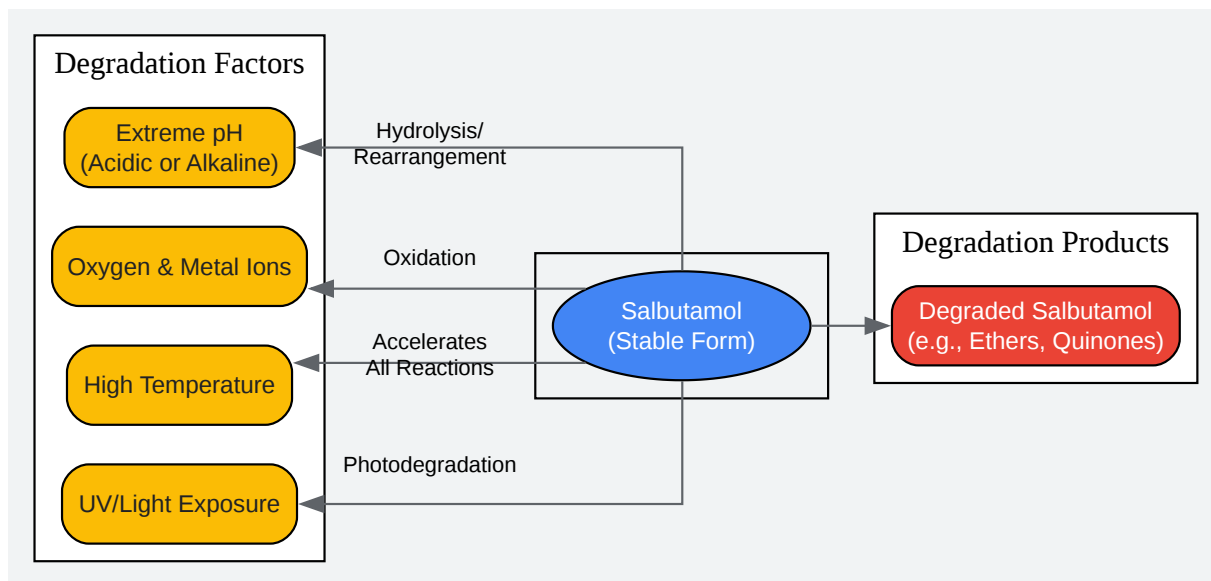 Degradation Factors
Extreme pH
(Acidic or Alkaline)
Oxygen & Metal Ions
High Temperature
UV/Light Exposure
Hydrolysis/
Rearrangement
Oxidation
Accelerates
All Reactions
Photodegradation
Salbutamol
(Stable Form)
Degradation Products
Degraded Salbutamol
(e.g., Ethers, Quinones)